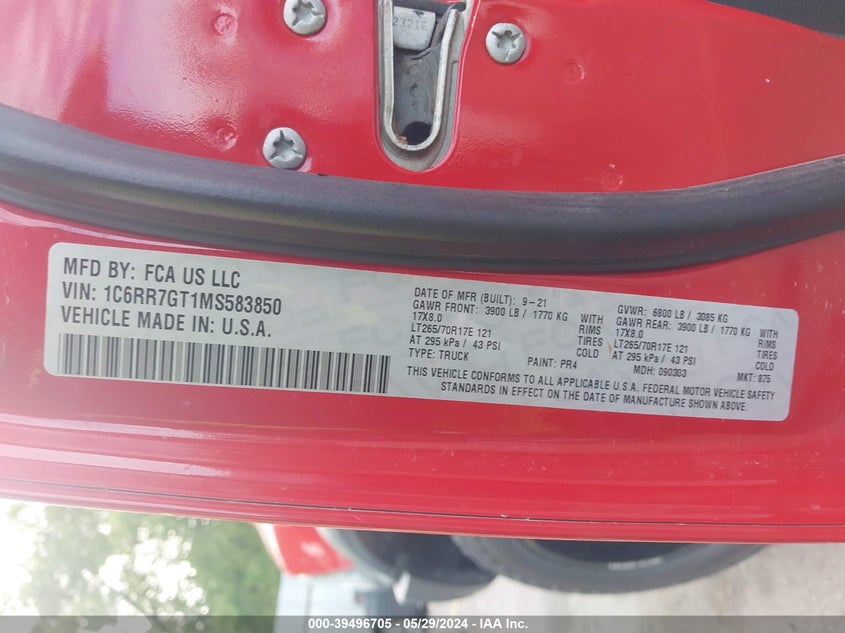 2321E
MFD BY: FCA US LLC
VIN: 1C6RR7GT1MS583850
VEHICLE MADE IN: U.S.A.
DATE OF MFR (BUILT): 9-21
GAWR FRONT: 3900 LB / 1770 KG WITH
17X8.0 RIMS
LT265/70R17E 121 TIRES
AT 295 kPa / 43 PSI COLD
TYPE: TRUCK PAINT: PR4
GVWR: 6800 LB / 3085 KG
GAWR REAR: 3900 LB / 1770 KG WITH
17X8.0 RIMS
LT265/70R17E 121 TIRES
AT 295 kPa / 43 PSI COLD
MDH: 090303 MKT: 875
THIS VEHICLE CONFORMS TO ALL APPLICABLE U.S.A. FEDERAL MOTOR VEHICLE SAFETY
STANDARDS IN EFFECT ON THE DATE OF MANUFACTURE SHOWN ABOVE.
000-39496705 - 05/29/2024 - IAA Inc.